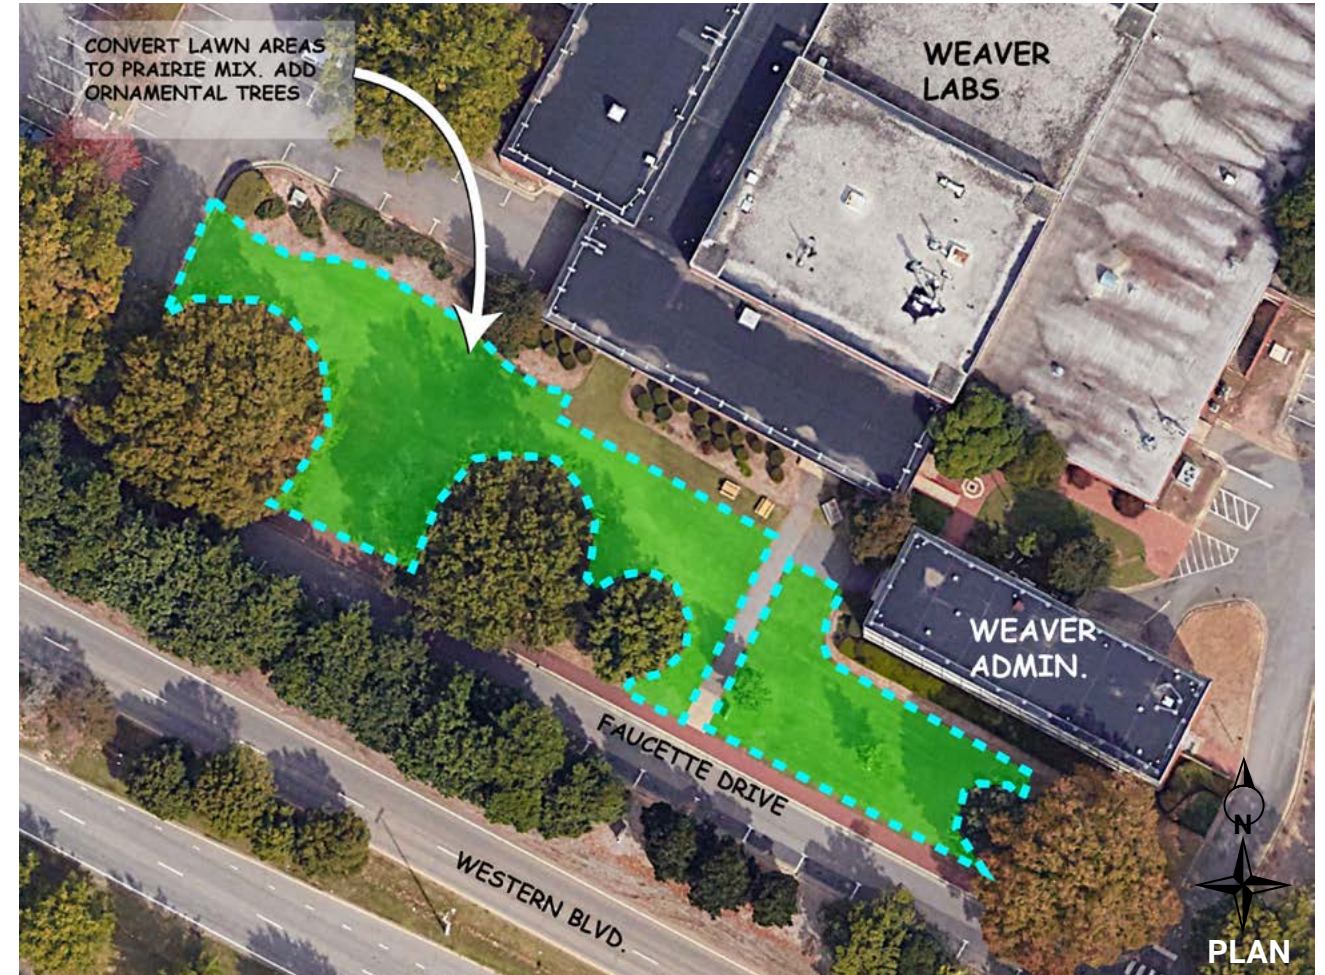 CONVERT LAWN AREAS
TO PRAIRIE MIX. ADD
ORNAMENTAL TREES
WEAVER
LABS
WEAVER
ADMIN.
FAUCETTE DRIVE
WESTERN BLVD.
N
PLAN